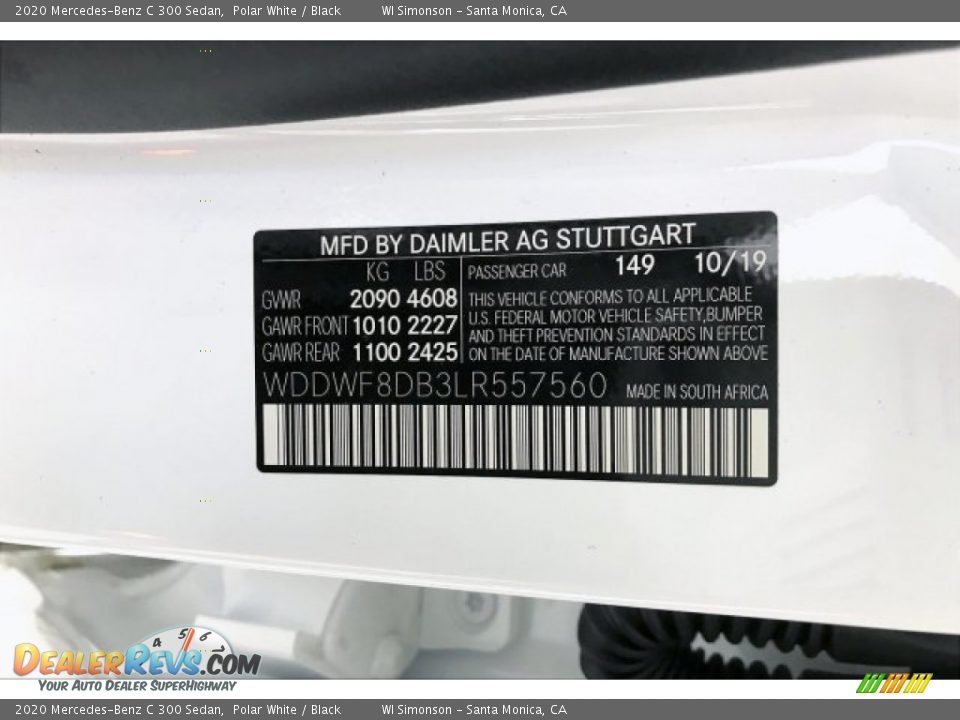 2020 Mercedes-Benz C 300 Sedan, Polar White / Black WI Simonson - Santa Monica, CA
MFD BY DAIMLER AG STUTTGART
KG LBS
GVWR 2090 4608
GAWR FRONT 1010 2227
GAWR REAR 1100 2425
PASSENGER CAR 149 10/19
THIS VEHICLE CONFORMS TO ALL APPLICABLE
U.S. FEDERAL MOTOR VEHICLE SAFETY,BUMPER
AND THEFT PREVENTION STANDARDS IN EFFECT
ON THE DATE OF MANUFACTURE SHOWN ABOVE
WDDWF8DB3LR557560 MADE IN SOUTH AFRICA
4 5 6
DEALERREVS.COM
YOUR AUTO DEALER SUPERHIGHWAY
2020 Mercedes-Benz C 300 Sedan, Polar White / Black WI Simonson - Santa Monica, CA